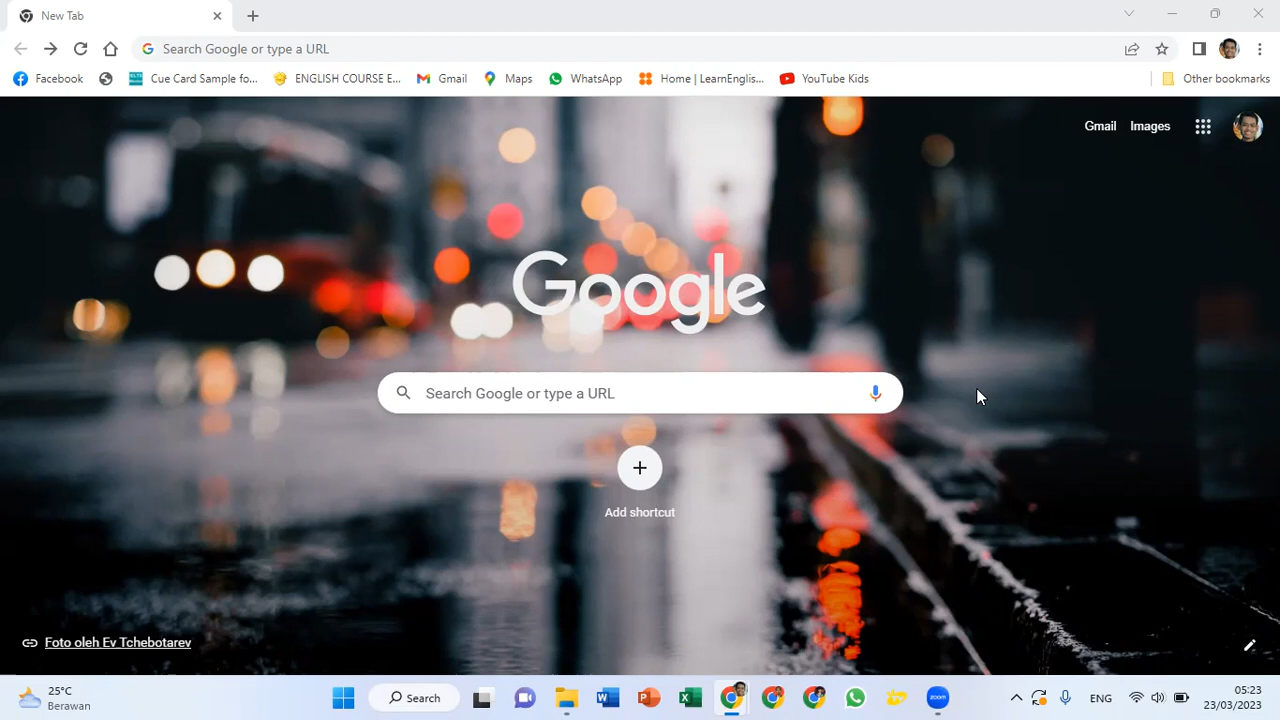 New Tab
Search Google or type a URL
Facebook
Cue Card Sample fo...
ENGLISH COURSE E...
Gmail
Maps
WhatsApp
Home | LearnEnglis...
YouTube Kids
Other bookmarks
Gmail
Images
Google
Search Google or type a URL
Add shortcut
Foto oleh Ev Tchebotarev
25°C
Berawan
Search
zoom
ENG
05:23
23/03/2023